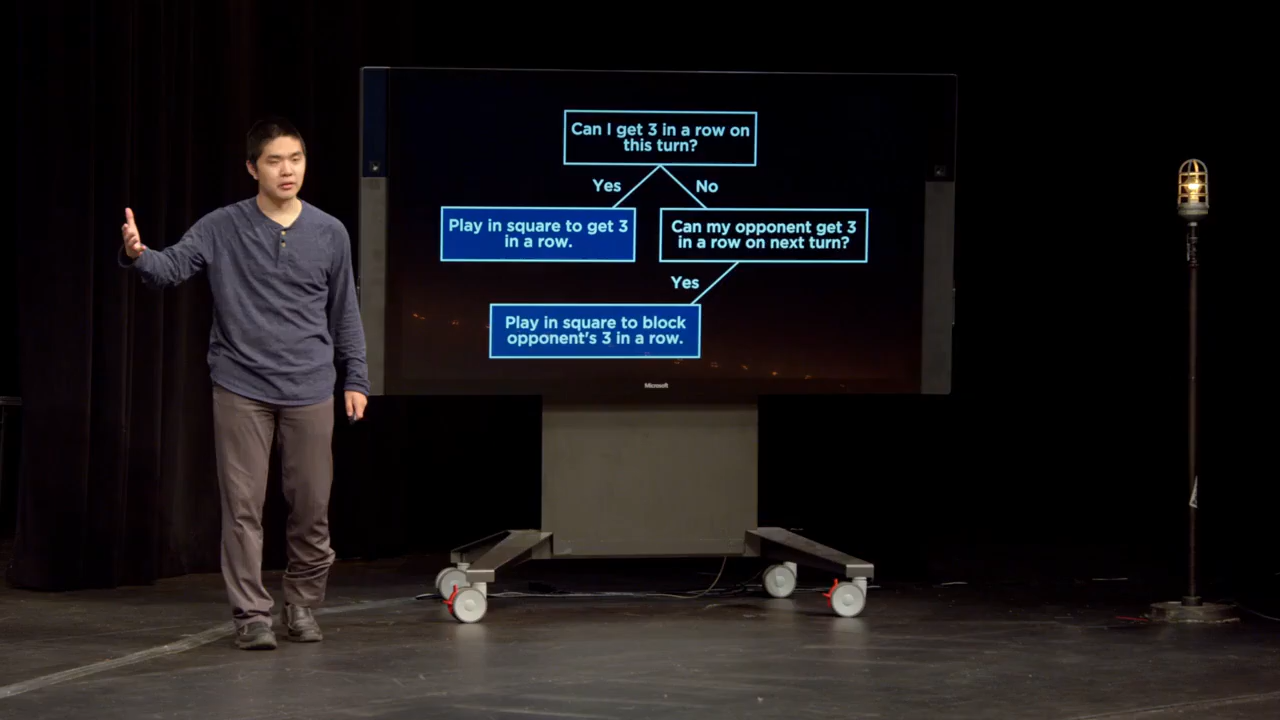 Can I get 3 in a row on
this turn?
Yes
No
Play in square to get 3
in a row.
Can my opponent get 3
in a row on next turn?
Yes
Play in square to block
opponent's 3 in a row.
Microsoft